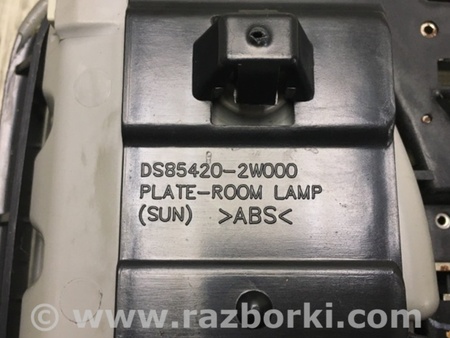 DS85420-2W000
PLATE-ROOM LAMP
(SUN) >ABS<
© www.razborki.com